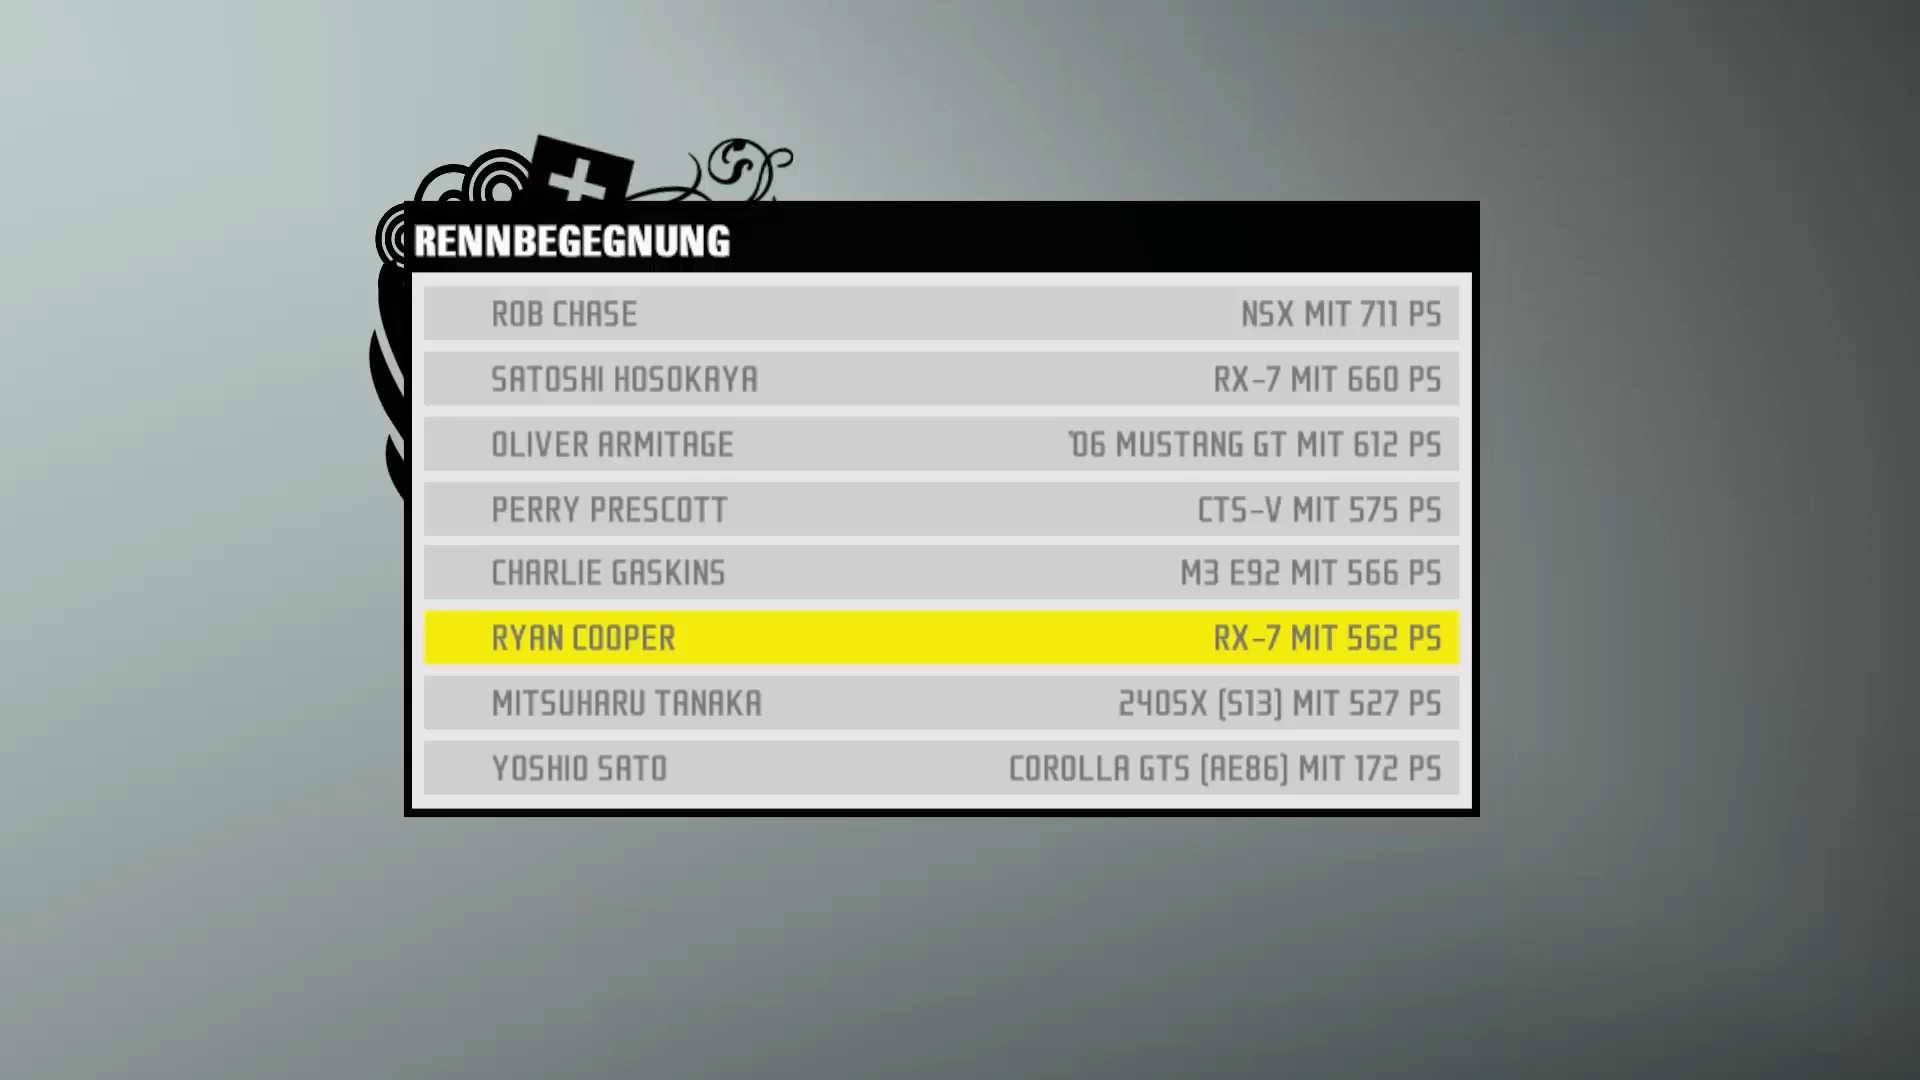 RENNBEGEGNUNG
ROB CHASE NSX MIT 711 PS
SATOSHI HOSOKAYA RX-7 MIT 660 PS
OLIVER ARMITAGE '06 MUSTANG GT MIT 612 PS
PERRY PRESCOTT CTS-V MIT 575 PS
CHARLIE GASKINS M3 E92 MIT 566 PS
RYAN COOPER RX-7 MIT 562 PS
MITSUHARU TANAKA 240SX (S13) MIT 527 PS
YOSHIO SATO COROLLA GTS (AE86) MIT 172 PS